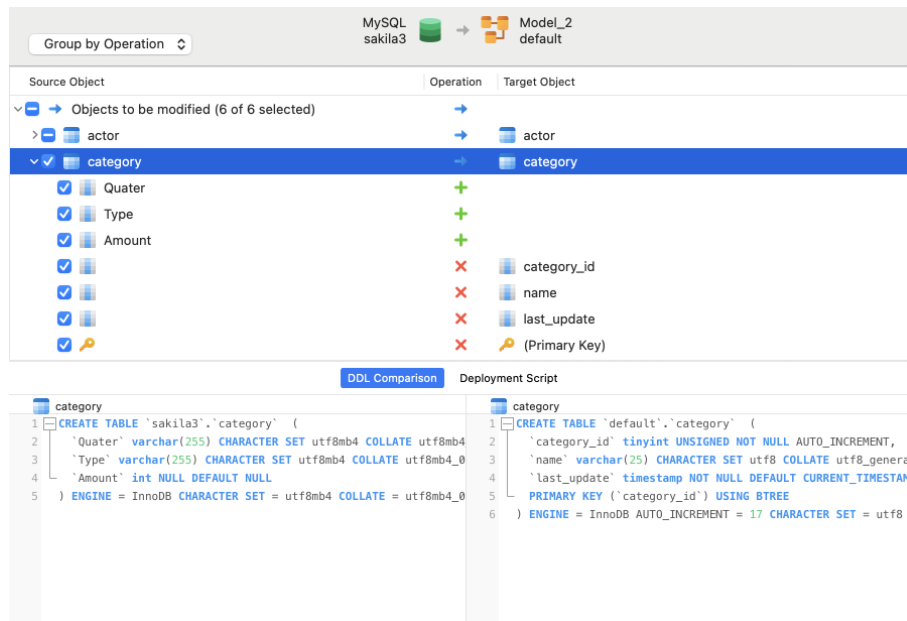 MySQL
sakila3
Model_2
default
Group by Operation
Source Object Operation Target Object
Objects to be modified (6 of 6 selected)
actor actor
category category
Quater
Type
Amount
category_id
name
last_update
(Primary Key)
DDL Comparison Deployment Script
category
1 CREATE TABLE `sakila3`.`category` (
2 `Quater` varchar(255) CHARACTER SET utf8mb4 COLLATE utf8mb4
3 `Type` varchar(255) CHARACTER SET utf8mb4 COLLATE utf8mb4_0
4 `Amount` int NULL DEFAULT NULL
5 ) ENGINE = InnoDB CHARACTER SET = utf8mb4 COLLATE = utf8mb4_0
category
1 CREATE TABLE `default`.`category` (
2 `category_id` tinyint UNSIGNED NOT NULL AUTO_INCREMENT,
3 `name` varchar(25) CHARACTER SET utf8 COLLATE utf8_genera
4 `last_update` timestamp NOT NULL DEFAULT CURRENT_TIMESTAM
5 PRIMARY KEY (`category_id`) USING BTREE
6 ) ENGINE = InnoDB AUTO_INCREMENT = 17 CHARACTER SET = utf8